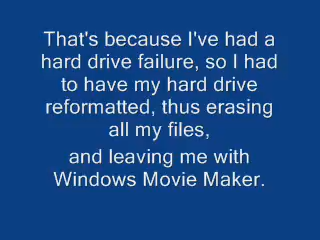 That's because I've had a
hard drive failure, so I had
to have my hard drive
reformatted, thus erasing
all my files,
and leaving me with
Windows Movie Maker.